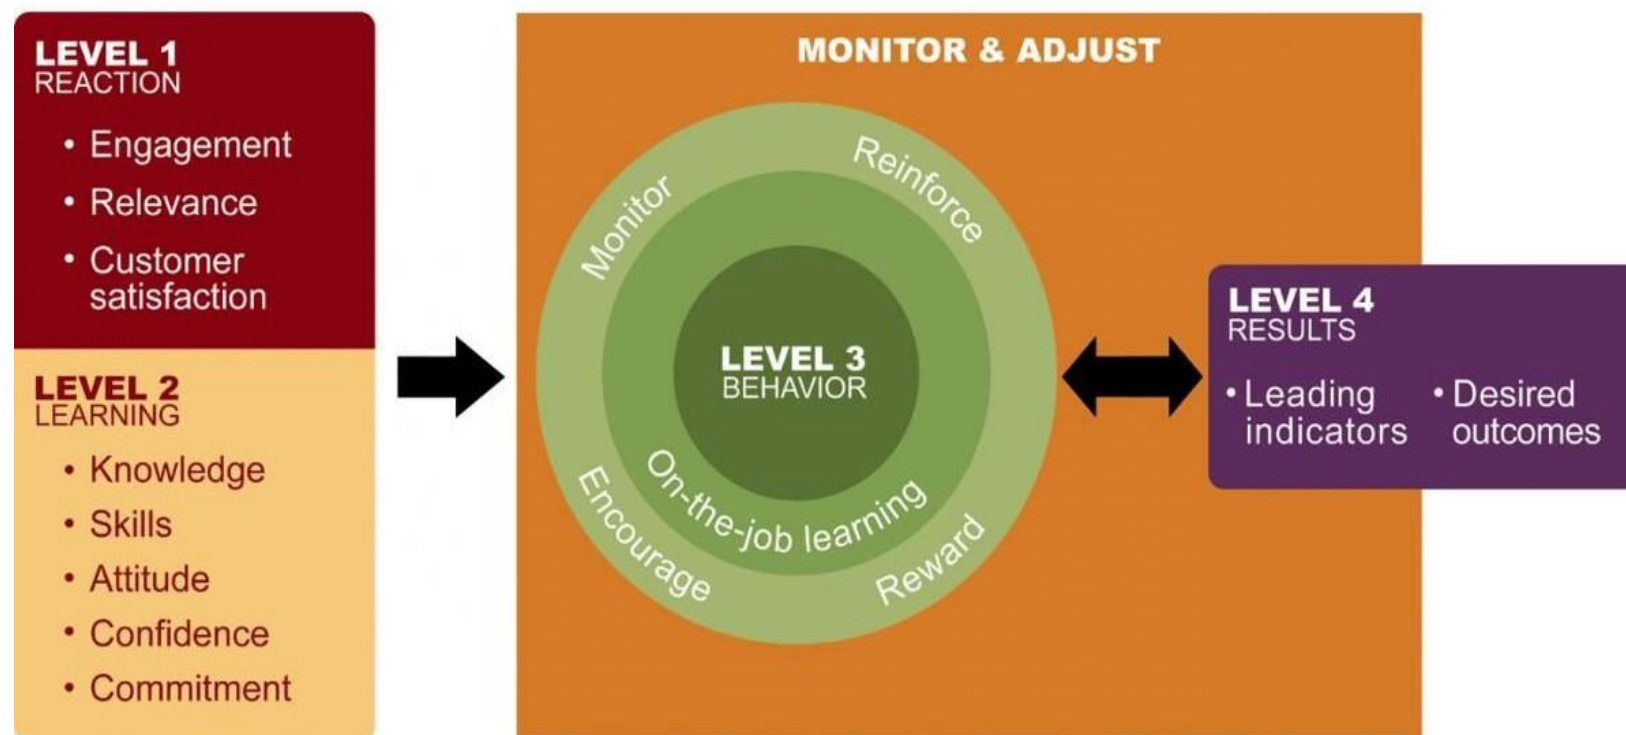 LEVEL 1
REACTION
• Engagement
• Relevance
• Customer
satisfaction
LEVEL 2
LEARNING
• Knowledge
• Skills
• Attitude
• Confidence
• Commitment
MONITOR & ADJUST
Monitor
Reinforce
LEVEL 3
BEHAVIOR
On-the-job learning
Encourage
Reward
LEVEL 4
RESULTS
• Leading
indicators
• Desired
outcomes